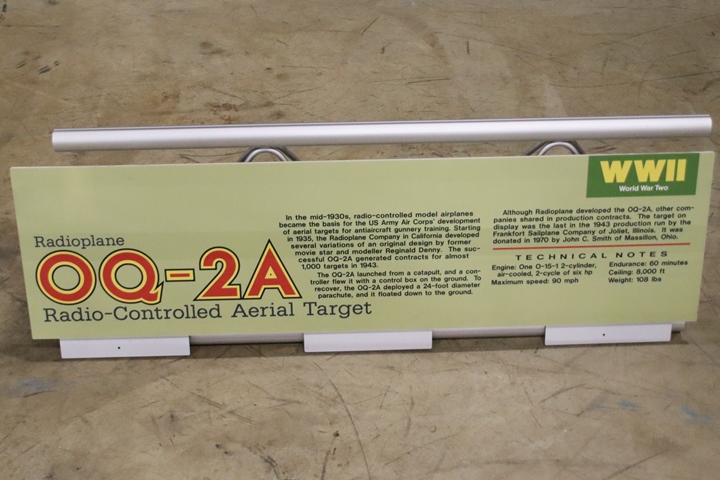 WWII
World War Two
Radioplane
OQ-2A
Radio-Controlled Aerial Target
In the mid-1930s, radio-controlled model airplanes
became the basis for the US Army Air Corps' development
of aerial targets for antiaircraft gunnery training. Starting
in 1935, the Radioplane Company in California developed
several variations of an original design by former
movie star and modeller Reginald Denny. The suc-
cessful OQ-2A generated contracts for almost
1,000 targets in 1943.
The OQ-2A launched from a catapult, and a con-
troller flew it with a control box on the ground. To
recover, the OQ-2A deployed a 24-foot diameter
parachute, and it floated down to the ground.
Although Radioplane developed the OQ-2A, other com-
panies shared in production contracts. The target on
display was the last in the 1943 production run by the
Frankfort Sailplane Company of Joliet, Illinois. It was
donated in 1970 by John C. Smith of Massillon, Ohio.
TECHNICAL NOTES
Engine: One O-15-1 2-cylinder,
air-cooled, 2-cycle of six hp
Maximum speed: 90 mph
Endurance: 60 minutes
Ceiling: 8,000 ft
Weight: 108 lbs